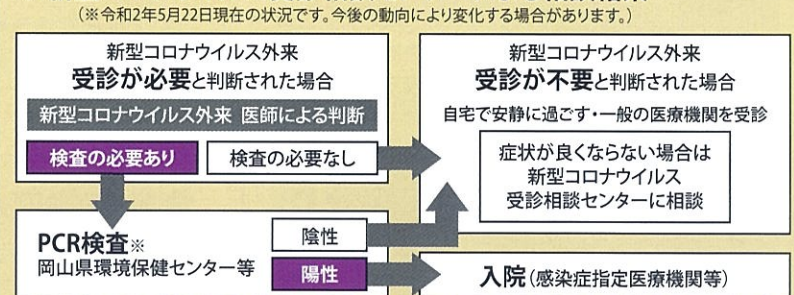 （※令和2年5月22日現在の状況です。今後の動向により変化する場合があります。）
新型コロナウイルス外来
受診が必要と判断された場合
新型コロナウイルス外来 医師による判断
検査の必要あり
検査の必要なし
新型コロナウイルス外来
受診が不要と判断された場合
自宅で安静に過ごす・一般の医療機関を受診
症状が良くならない場合は
新型コロナウイルス
受診相談センターに相談
PCR検査※
岡山県環境保健センター等
陰性
陽性
入院（感染症指定医療機関等）